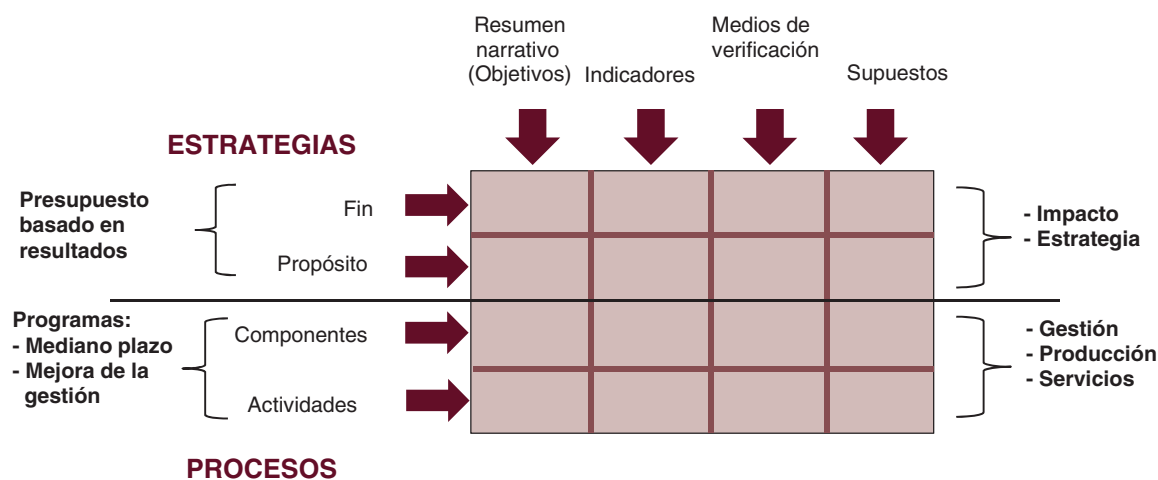 Resumen
narrativo
(Objetivos)
Indicadores
Medios de
verificación
Supuestos
ESTRATEGIAS
Presupuesto
basado en
resultados
Fin
Propósito
- Impacto
- Estrategia
Programas:
- Mediano plazo
- Mejora de la
gestión
Componentes
Actividades
- Gestión
- Producción
- Servicios
PROCESOS